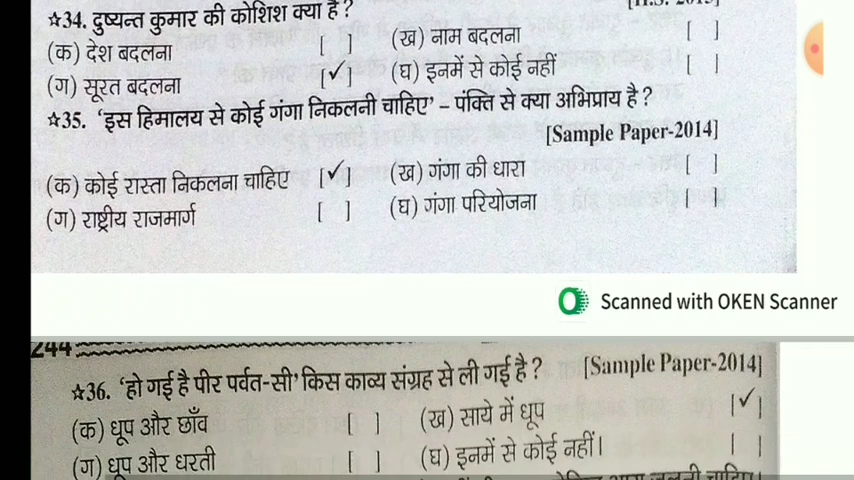 ☆34. दुष्यन्त कुमार की कोशिश क्या है ?
(क) देश बदलना [ ] (ख) नाम बदलना [ ]
(ग) सूरत बदलना [✓] (घ) इनमें से कोई नहीं [ ]
☆35. 'इस हिमालय से कोई गंगा निकलनी चाहिए' – पंक्ति से क्या अभिप्राय है ?
[Sample Paper-2014]
(क) कोई रास्ता निकलना चाहिए [✓] (ख) गंगा की धारा [ ]
(ग) राष्ट्रीय राजमार्ग [ ] (घ) गंगा परियोजना [ ]
Scanned with OKEN Scanner
244
☆36. 'हो गई है पीर पर्वत-सी' किस काव्य संग्रह से ली गई है ? [Sample Paper-2014]
(क) धूप और छाँव [ ] (ख) साये में धूप [✓]
(ग) धूप और धरती [ ] (घ) इनमें से कोई नहीं। [ ]